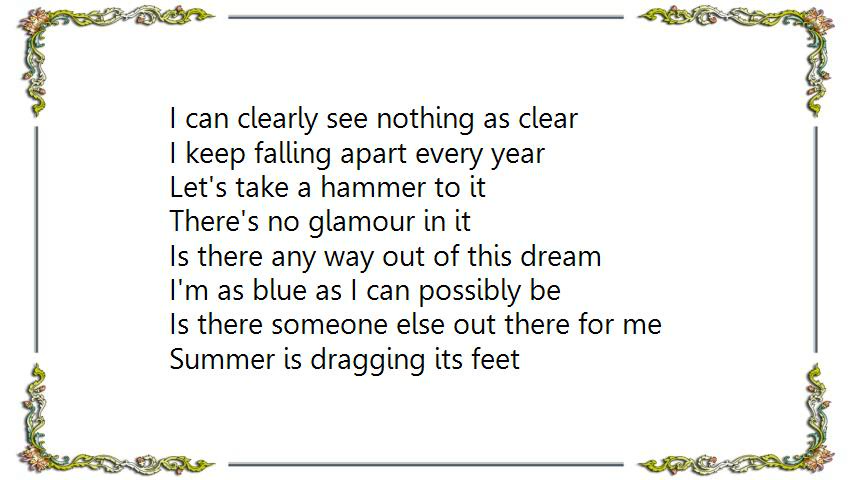 I can clearly see nothing as clear
I keep falling apart every year
Let's take a hammer to it
There's no glamour in it
Is there any way out of this dream
I'm as blue as I can possibly be
Is there someone else out there for me
Summer is dragging its feet